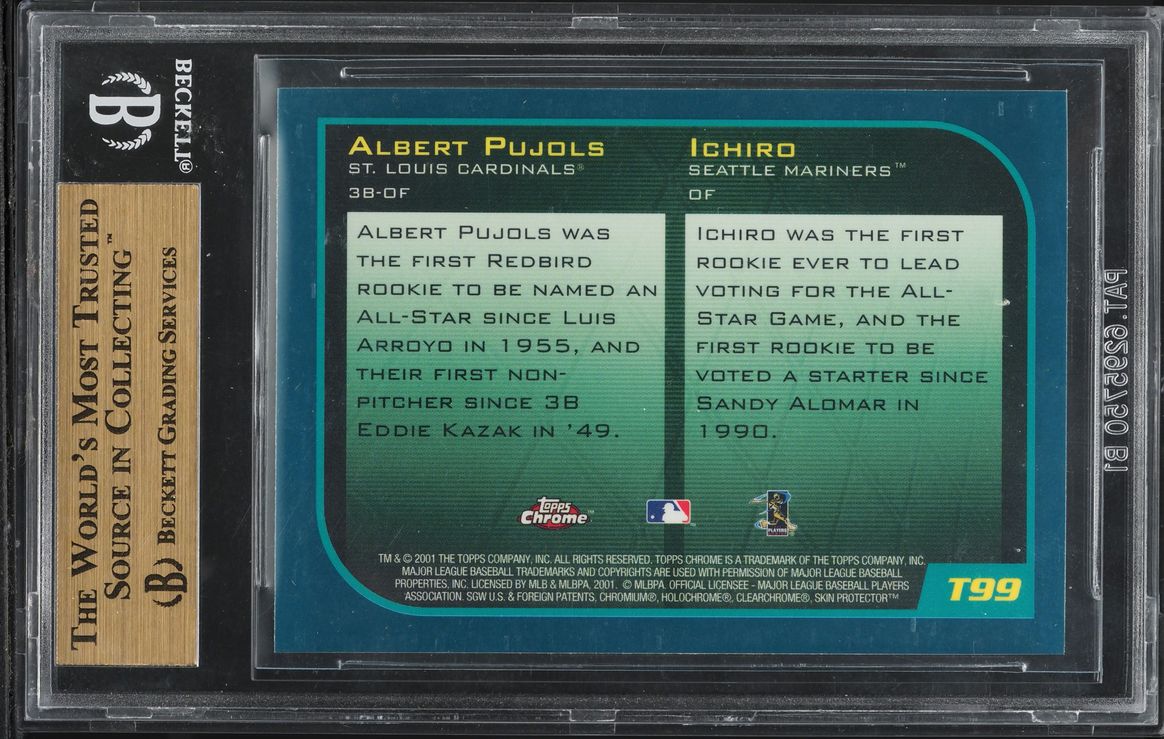 BECKETT®
B
THE WORLD'S MOST TRUSTED
SOURCE IN COLLECTING™
B BECKETT GRADING SERVICES
ALBERT PUJOLS
ST. LOUIS CARDINALS®
3B-OF
ALBERT PUJOLS WAS
THE FIRST REDBIRD
ROOKIE TO BE NAMED AN
ALL-STAR SINCE LUIS
ARROYO IN 1955, AND
THEIR FIRST NON-
PITCHER SINCE 3B
EDDIE KAZAK IN '49.
ICHIRO
SEATTLE MARINERS™
OF
ICHIRO WAS THE FIRST
ROOKIE EVER TO LEAD
VOTING FOR THE ALL-
STAR GAME, AND THE
FIRST ROOKIE TO BE
VOTED A STARTER SINCE
SANDY ALOMAR IN
1990.
Topps
Chrome™
PLAYERS
TM & © 2001 THE TOPPS COMPANY, INC. ALL RIGHTS RESERVED. TOPPS CHROME IS A TRADEMARK OF THE TOPPS COMPANY, INC.
MAJOR LEAGUE BASEBALL TRADEMARKS AND COPYRIGHTS ARE USED WITH PERMISSION OF MAJOR LEAGUE BASEBALL
PROPERTIES, INC. LICENSED BY MLB & MLBPA, 2001. © MLBPA. OFFICIAL LICENSEE - MAJOR LEAGUE BASEBALL PLAYERS
ASSOCIATION. SGW U.S. & FOREIGN PATENTS, CHROMIUM®, HOLOCHROME®, CLEARCHROME®, SKIN PROTECTOR™
T99
PAT. 6295750 B1